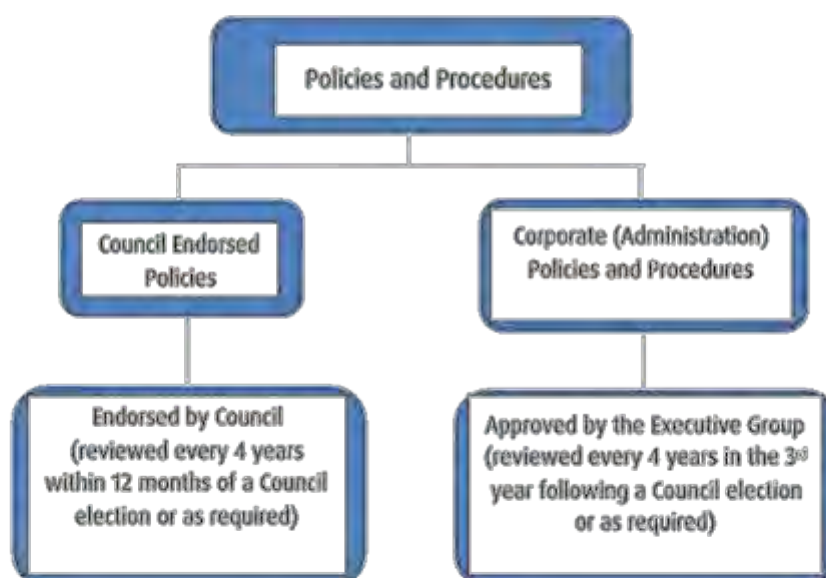 Policies and Procedures
Council Endorsed
Policies
Corporate (Administration)
Policies and Procedures
Endorsed by Council
(reviewed every 4 years
within 12 months of a Council
election or as required)
Approved by the Executive Group
(reviewed every 4 years in the 3rd
year following a Council election
or as required)